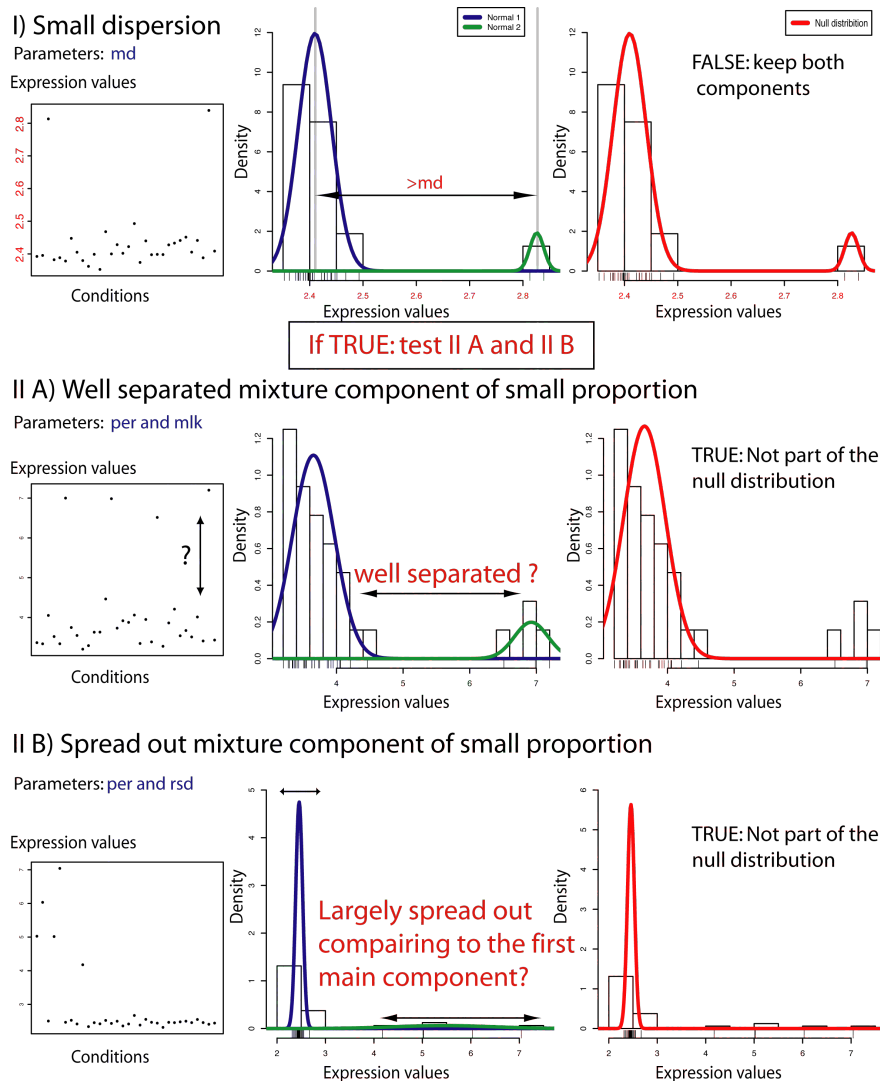 I) Small dispersion
Parameters: md
Expression values
2.8
2.7
2.6
2.5
2.4
Conditions
Normal 1
Normal 2
12
10
8
6
4
2
0
Density
>md
2.4
2.5
2.6
2.7
2.8
Expression values
Null distribition
FALSE: keep both
components
12
10
8
6
4
2
0
Density
2.4
2.5
2.6
2.7
2.8
Expression values
If TRUE: test II A and II B
II A) Well separated mixture component of small proportion
Parameters: per and mlk
Expression values
7
6
5
4
?
Conditions
1.2
1.0
0.8
0.6
0.4
0.2
0.0
Density
well separated ?
4
5
6
7
Expression values
TRUE: Not part of the
null distribution
1.2
1.0
0.8
0.6
0.4
0.2
0.0
Density
4
5
6
7
Expression values
II B) Spread out mixture component of small proportion
Parameters: per and rsd
Expression values
7
6
5
4
3
Conditions
5
4
3
2
1
0
Density
Largely spread out
compairing to the first
main component?
2
3
4
5
6
7
Expression values
TRUE: Not part of the
null distribution
6
5
4
3
2
1
0
Density
2
3
4
5
6
7
Expression values